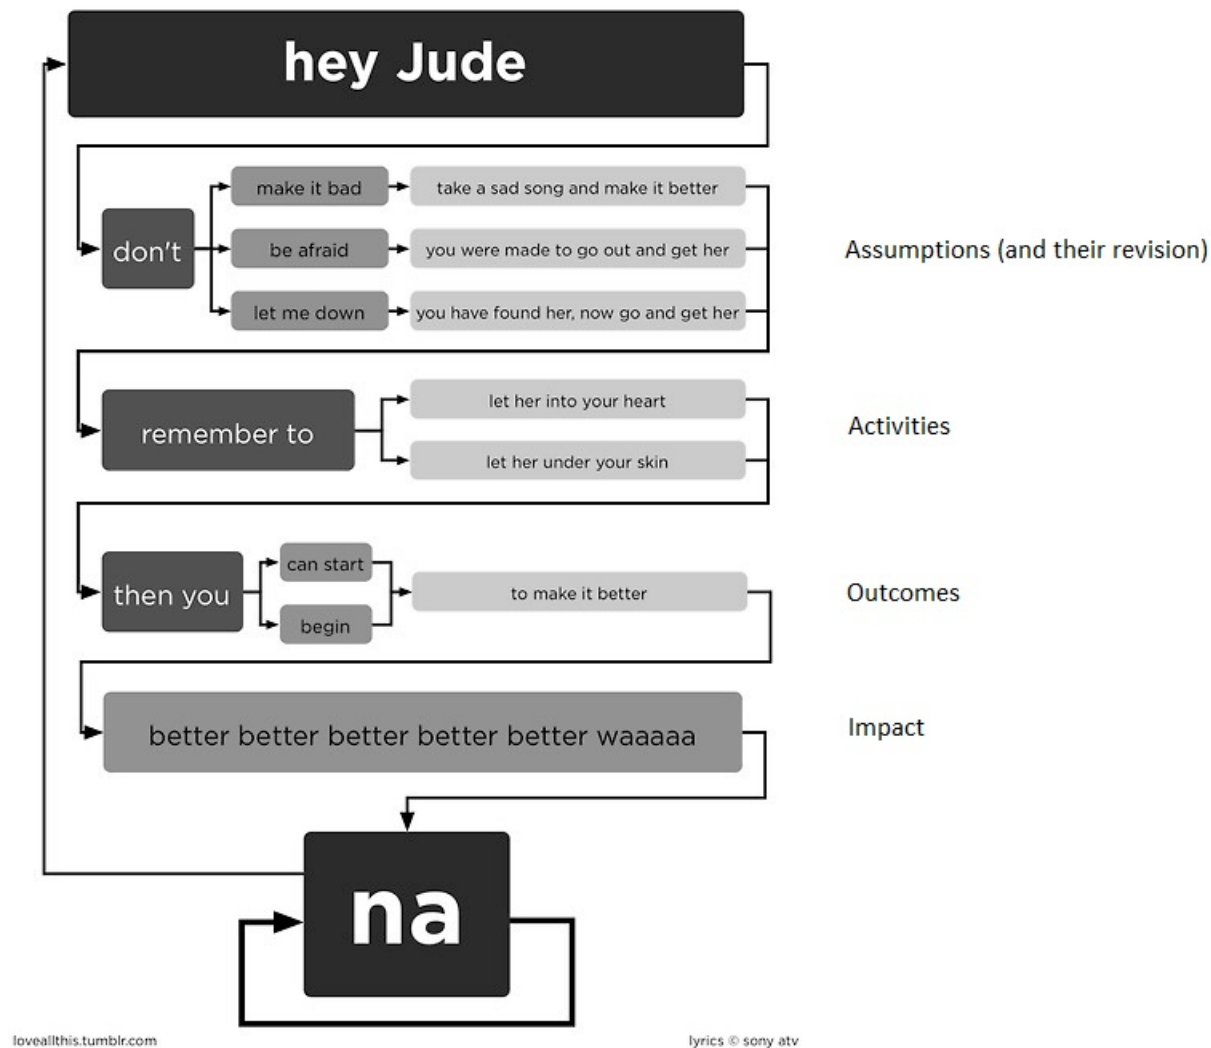 hey Jude
don't
make it bad
take a sad song and make it better
be afraid
you were made to go out and get her
let me down
you have found her, now go and get her
Assumptions (and their revision)
remember to
let her into your heart
let her under your skin
Activities
then you
can start
begin
to make it better
Outcomes
better better better better better waaaaa
Impact
na
loveallthis.tumblr.com
lyrics © sony atv